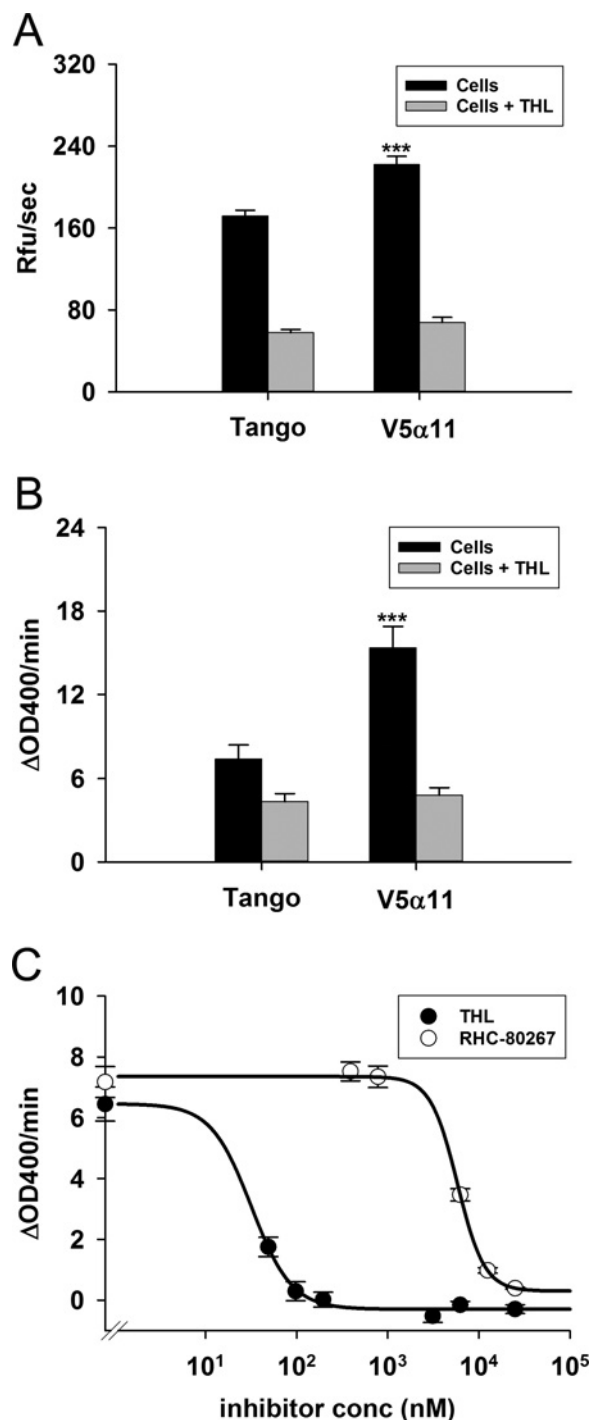 A
320
240
160
80
0
Rfu/sec
Cells
Cells + THL
***
Tango
V5α11
B
24
18
12
6
0
ΔOD400/min
Cells
Cells + THL
***
Tango
V5α11
C
10
8
6
4
2
0
ΔOD400/min
THL
RHC-80267
10¹
10²
10³
10⁴
10⁵
inhibitor conc (nM)